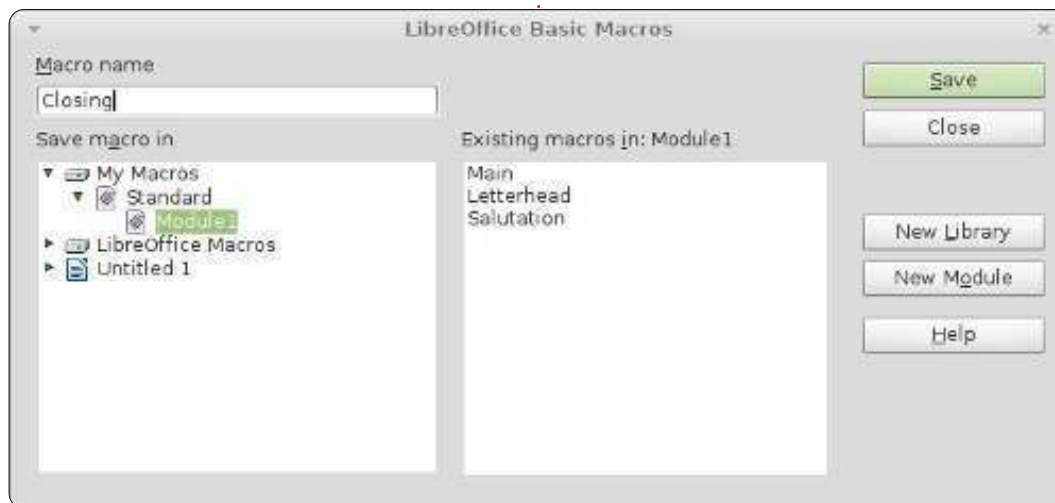 LibreOffice Basic Macros
Macro name
Closing
Save macro in
My Macros
Standard
Module1
LibreOffice Macros
Untitled 1
Existing macros in: Module1
Main
Letterhead
Salutation
Save
Close
New Library
New Module
Help